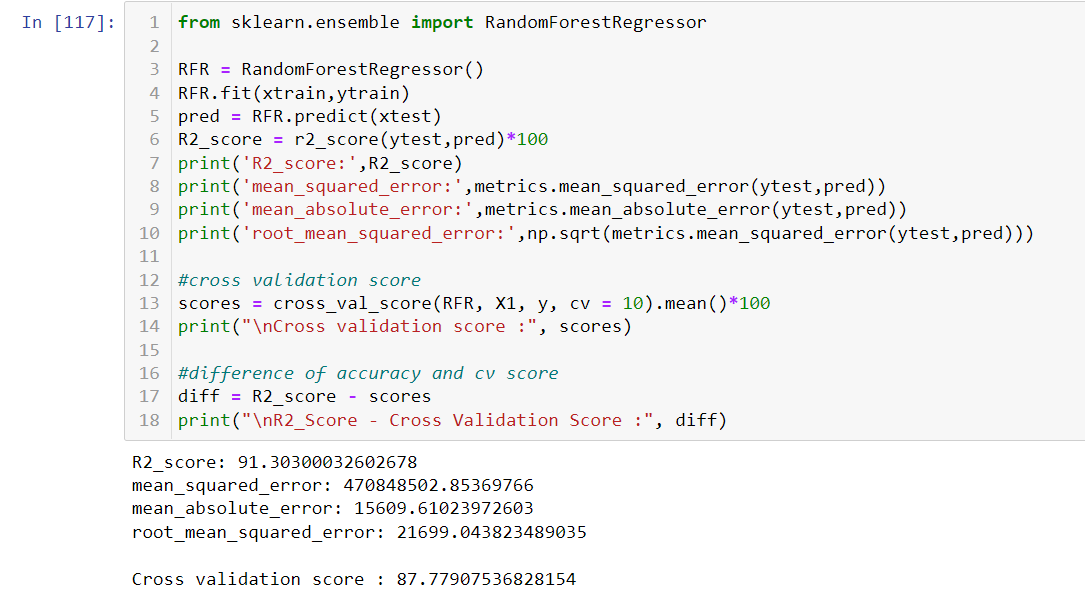 In [117]:
1 from sklearn.ensemble import RandomForestRegressor
2
3 RFR = RandomForestRegressor()
4 RFR.fit(xtrain,ytrain)
5 pred = RFR.predict(xtest)
6 R2_score = r2_score(ytest,pred)*100
7 print('R2_score:',R2_score)
8 print('mean_squared_error:',metrics.mean_squared_error(ytest,pred))
9 print('mean_absolute_error:',metrics.mean_absolute_error(ytest,pred))
10 print('root_mean_squared_error:',np.sqrt(metrics.mean_squared_error(ytest,pred)))
11
12 #cross validation score
13 scores = cross_val_score(RFR, X1, y, cv = 10).mean()*100
14 print("\nCross validation score :", scores)
15
16 #difference of accuracy and cv score
17 diff = R2_score - scores
18 print("\nR2_Score - Cross Validation Score :", diff)
R2_score: 91.30300032602678
mean_squared_error: 470848502.85369766
mean_absolute_error: 15609.61023972603
root_mean_squared_error: 21699.043823489035
Cross validation score : 87.77907536828154